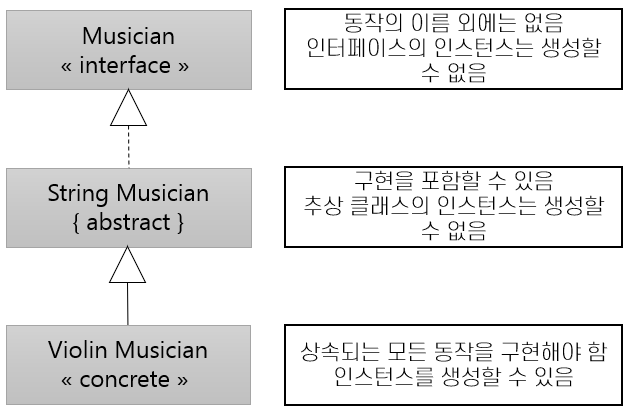 Musician
« interface »
동작의 이름 외에는 없음
인터페이스의 인스턴스는 생성할
수 없음
String Musician
{ abstract }
구현을 포함할 수 있음
추상 클래스의 인스턴스는 생성할
수 없음
Violin Musician
« concrete »
상속되는 모든 동작을 구현해야 함
인스턴스를 생성할 수 있음